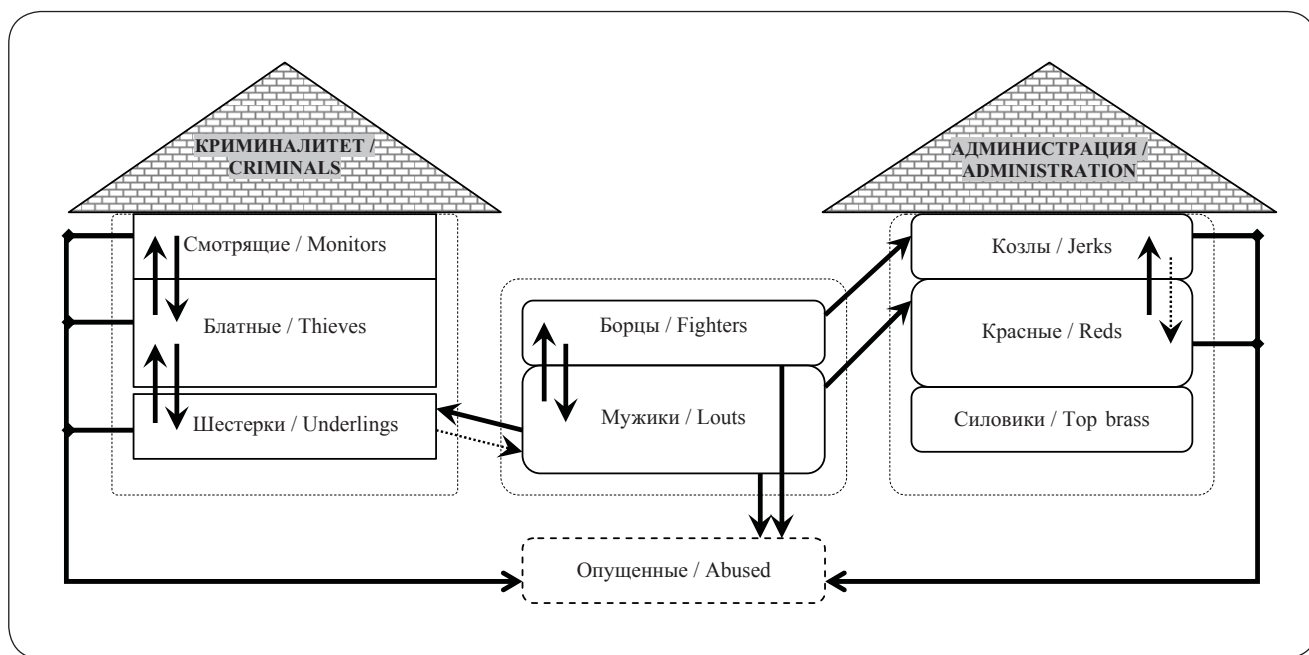 КРИМИНАЛИТЕТ /
CRIMINALS
Смотрящие / Monitors
Блатные / Thieves
Шестерки / Underlings
Борцы / Fighters
Мужики / Louts
Опущенные / Abused
АДМИНИСТРАЦИЯ /
ADMINISTRATION
Козлы / Jerks
Красные / Reds
Силовики / Top brass